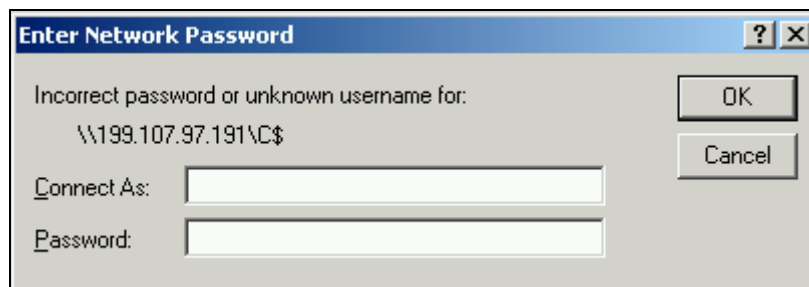 Enter Network Password
Incorrect password or unknown username for:
\\199.107.97.191\C$
Connect As:
Password:
OK
Cancel